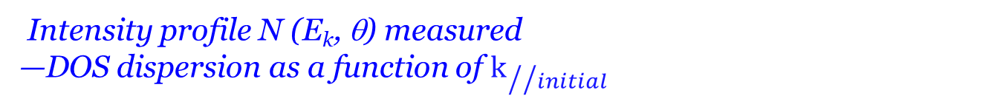 Intensity profile N (Eₖ, θ) measured
—DOS dispersion as a function of k//initial